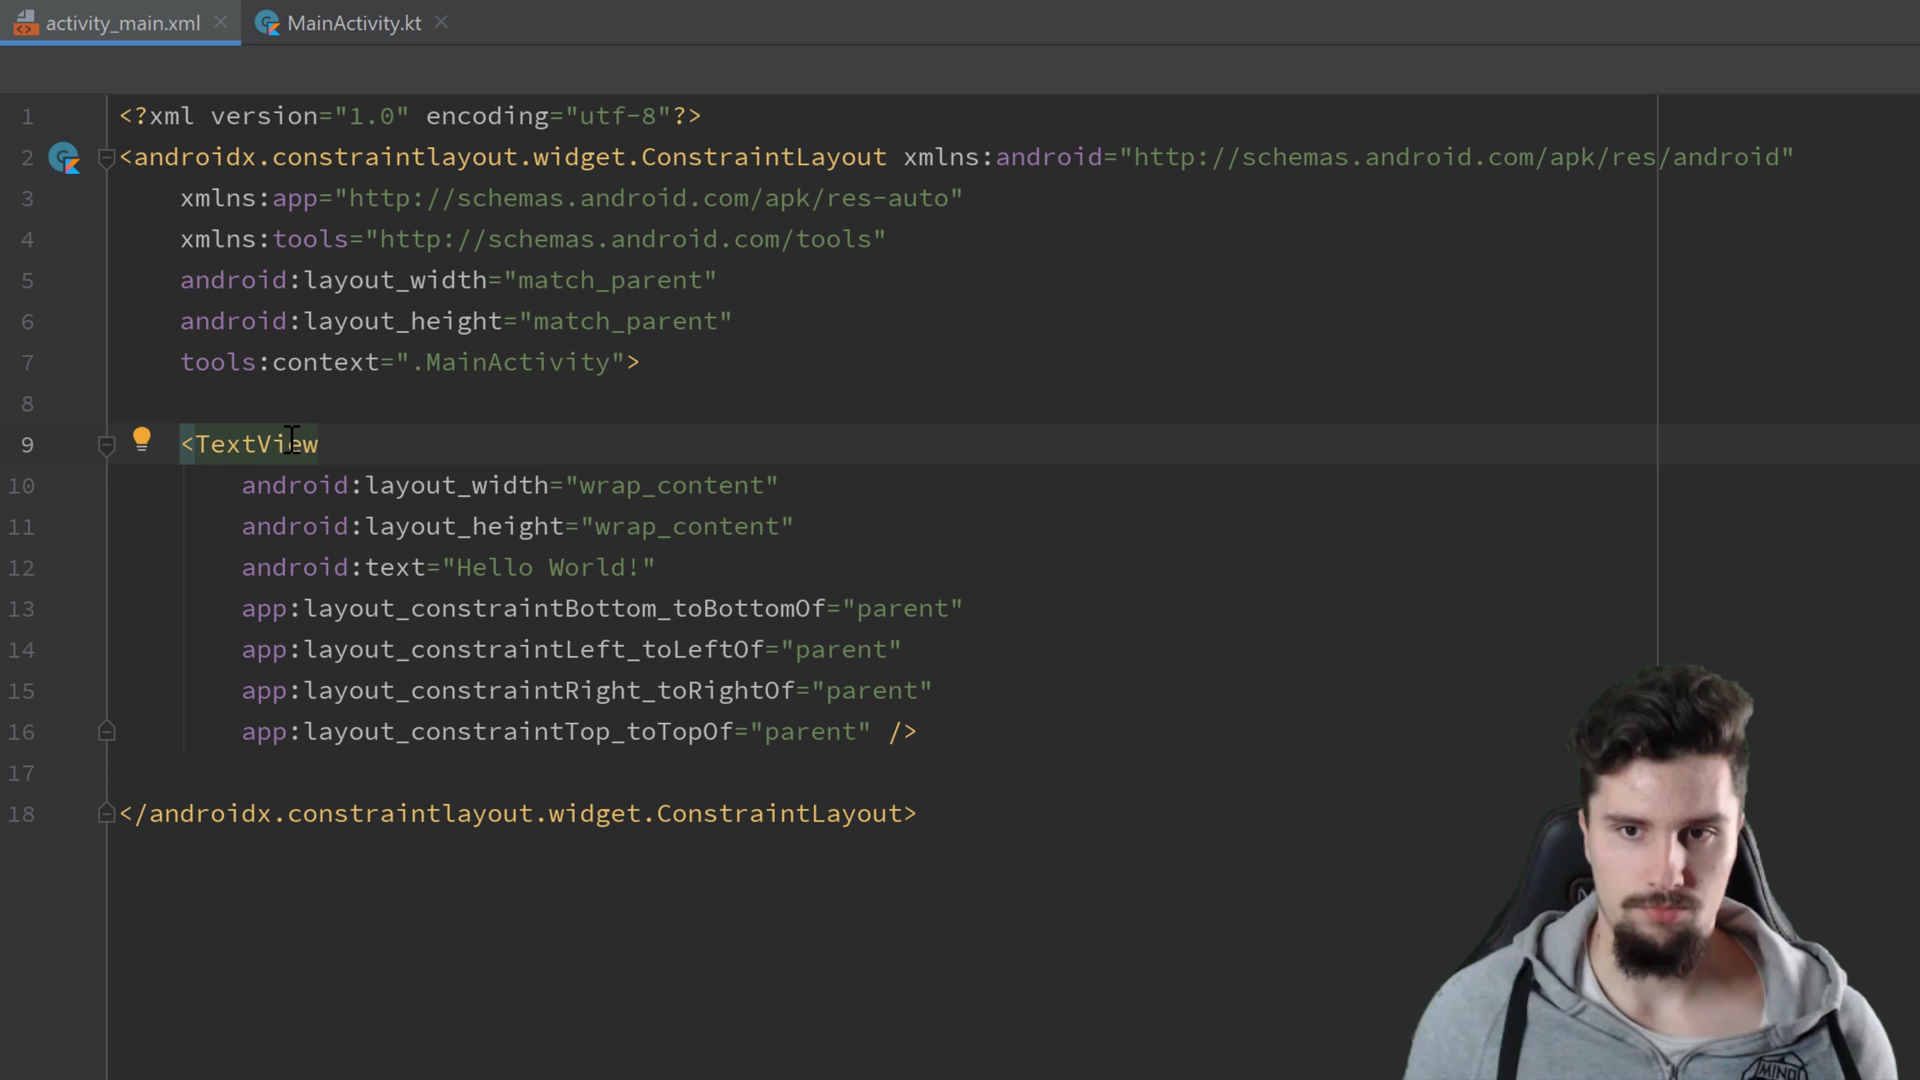 activity_main.xml
MainActivity.kt
1 <?xml version="1.0" encoding="utf-8"?>
2 <androidx.constraintlayout.widget.ConstraintLayout xmlns:android="http://schemas.android.com/apk/res/android"
3 xmlns:app="http://schemas.android.com/apk/res-auto"
4 xmlns:tools="http://schemas.android.com/tools"
5 android:layout_width="match_parent"
6 android:layout_height="match_parent"
7 tools:context=".MainActivity">
8
9 <TextView
10 android:layout_width="wrap_content"
11 android:layout_height="wrap_content"
12 android:text="Hello World!"
13 app:layout_constraintBottom_toBottomOf="parent"
14 app:layout_constraintLeft_toLeftOf="parent"
15 app:layout_constraintRight_toRightOf="parent"
16 app:layout_constraintTop_toTopOf="parent" />
17
18 </androidx.constraintlayout.widget.ConstraintLayout>
MIND